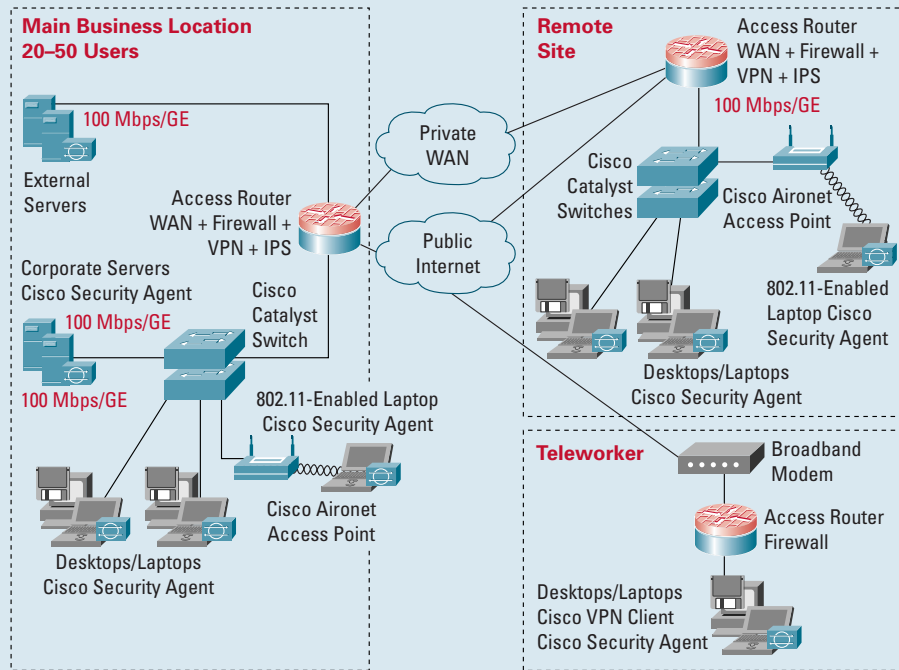 Main Business Location
20–50 Users
100 Mbps/GE
External
Servers
Access Router
WAN + Firewall +
VPN + IPS
Corporate Servers
Cisco Security Agent
100 Mbps/GE
100 Mbps/GE
Cisco
Catalyst
Switch
802.11-Enabled Laptop
Cisco Security Agent
Cisco Aironet
Access Point
Desktops/Laptops
Cisco Security Agent
Private
WAN
Public
Internet
Remote
Site
Access Router
WAN + Firewall +
VPN + IPS
100 Mbps/GE
Cisco
Catalyst
Switches
Cisco Aironet
Access Point
802.11-Enabled
Laptop Cisco
Security Agent
Desktops/Laptops
Cisco Security Agent
Teleworker
Broadband
Modem
Access Router
Firewall
Desktops/Laptops
Cisco VPN Client
Cisco Security Agent